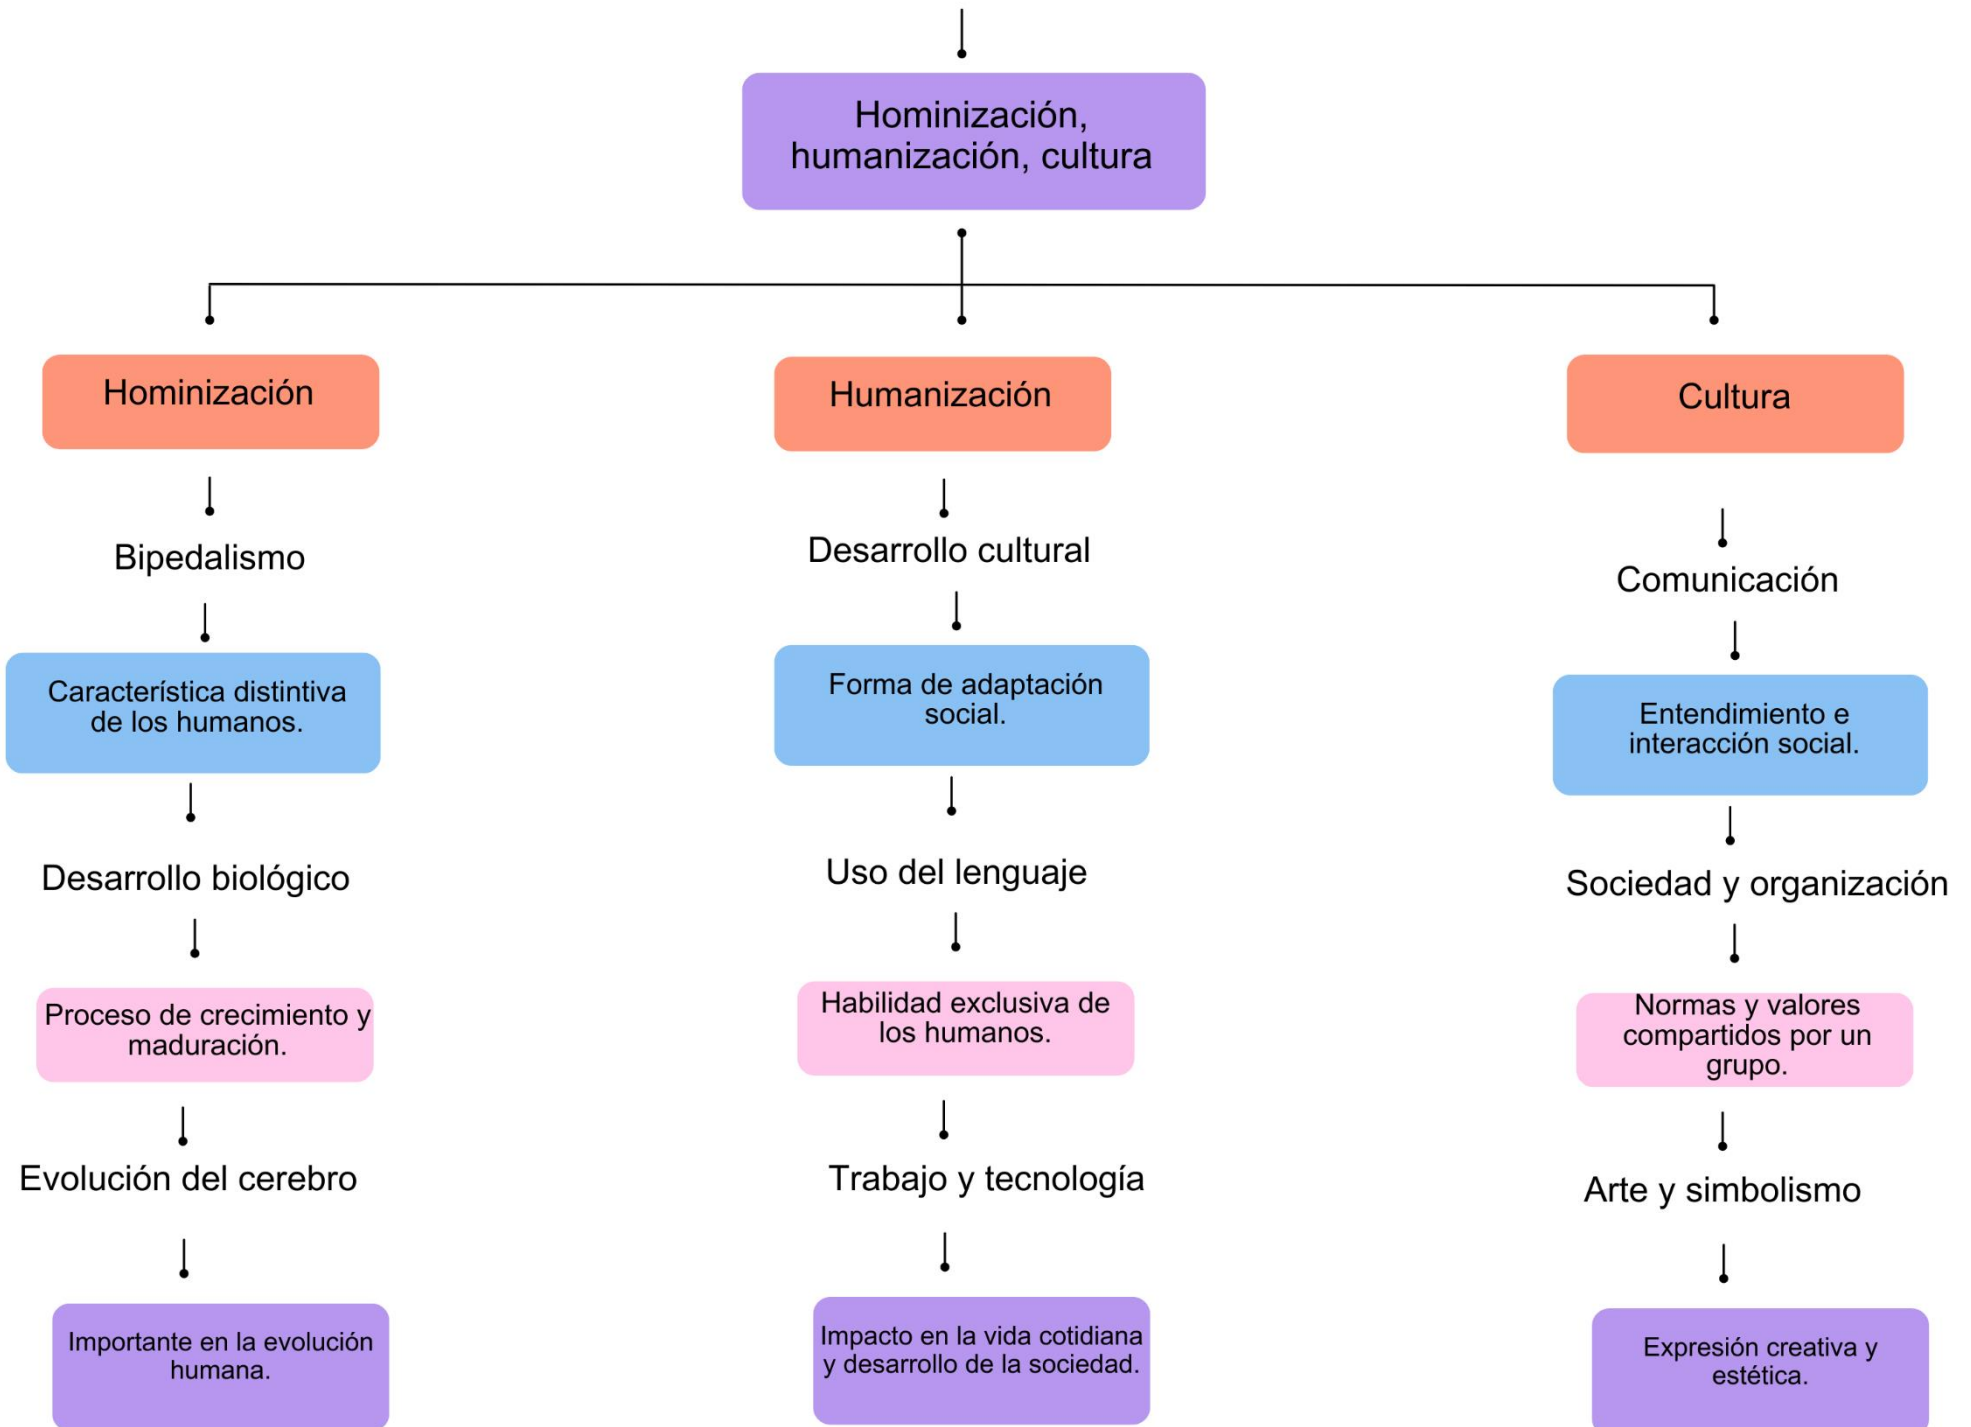 Hominización,
humanización, cultura
Hominización
Bipedalismo
Característica distintiva
de los humanos.
Desarrollo biológico
Proceso de crecimiento y
maduración.
Evolución del cerebro
Importante en la evolución
humana.
Humanización
Desarrollo cultural
Forma de adaptación
social.
Uso del lenguaje
Habilidad exclusiva de
los humanos.
Trabajo y tecnología
Impacto en la vida cotidiana
y desarrollo de la sociedad.
Cultura
Comunicación
Entendimiento e
interacción social.
Sociedad y organización
Normas y valores
compartidos por un
grupo.
Arte y simbolismo
Expresión creativa y
estética.